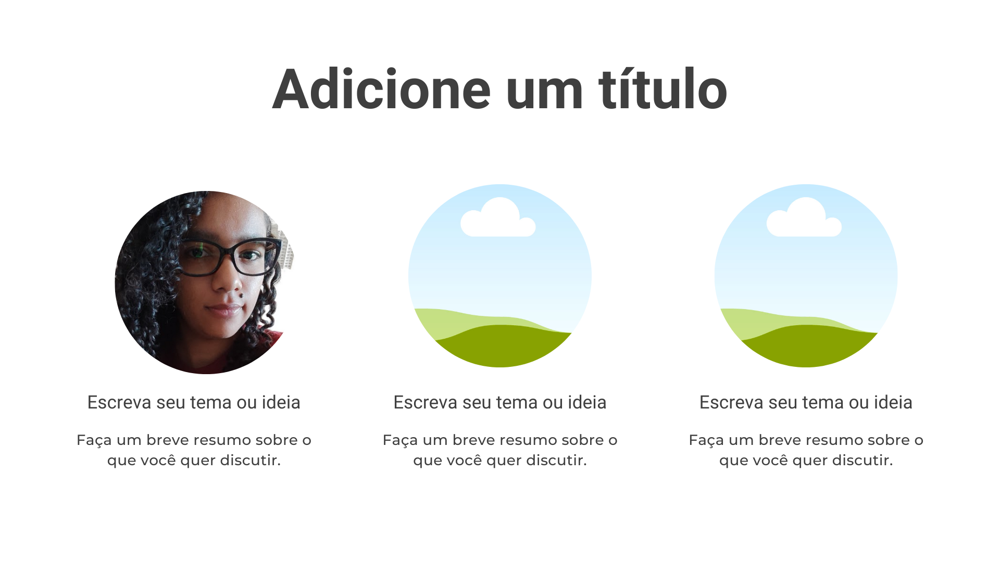 Adicione um título
Escreva seu tema ou ideia
Faça um breve resumo sobre o
que você quer discutir.
Escreva seu tema ou ideia
Faça um breve resumo sobre o
que você quer discutir.
Escreva seu tema ou ideia
Faça um breve resumo sobre o
que você quer discutir.